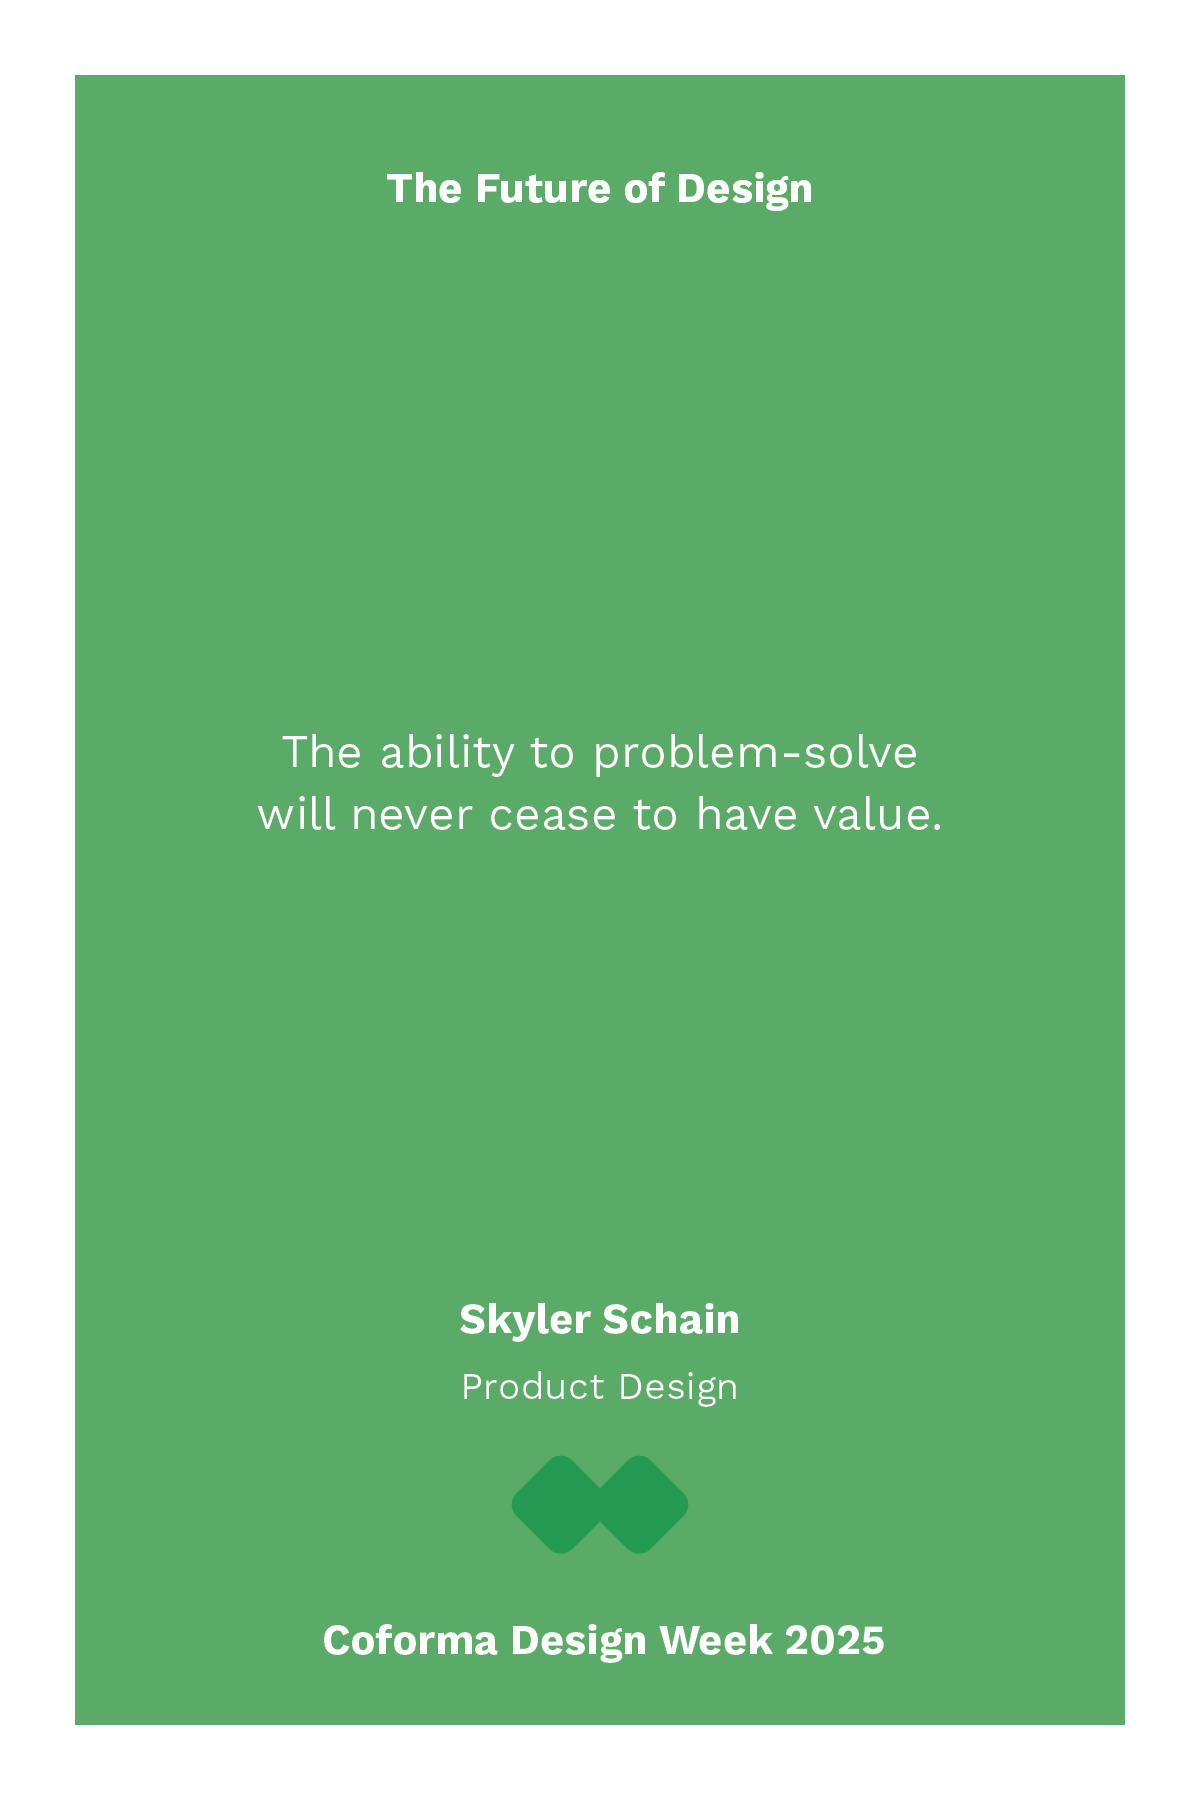 The Future of Design
The ability to problem-solve
will never cease to have value.
Skyler Schain
Product Design
Coforma Design Week 2025